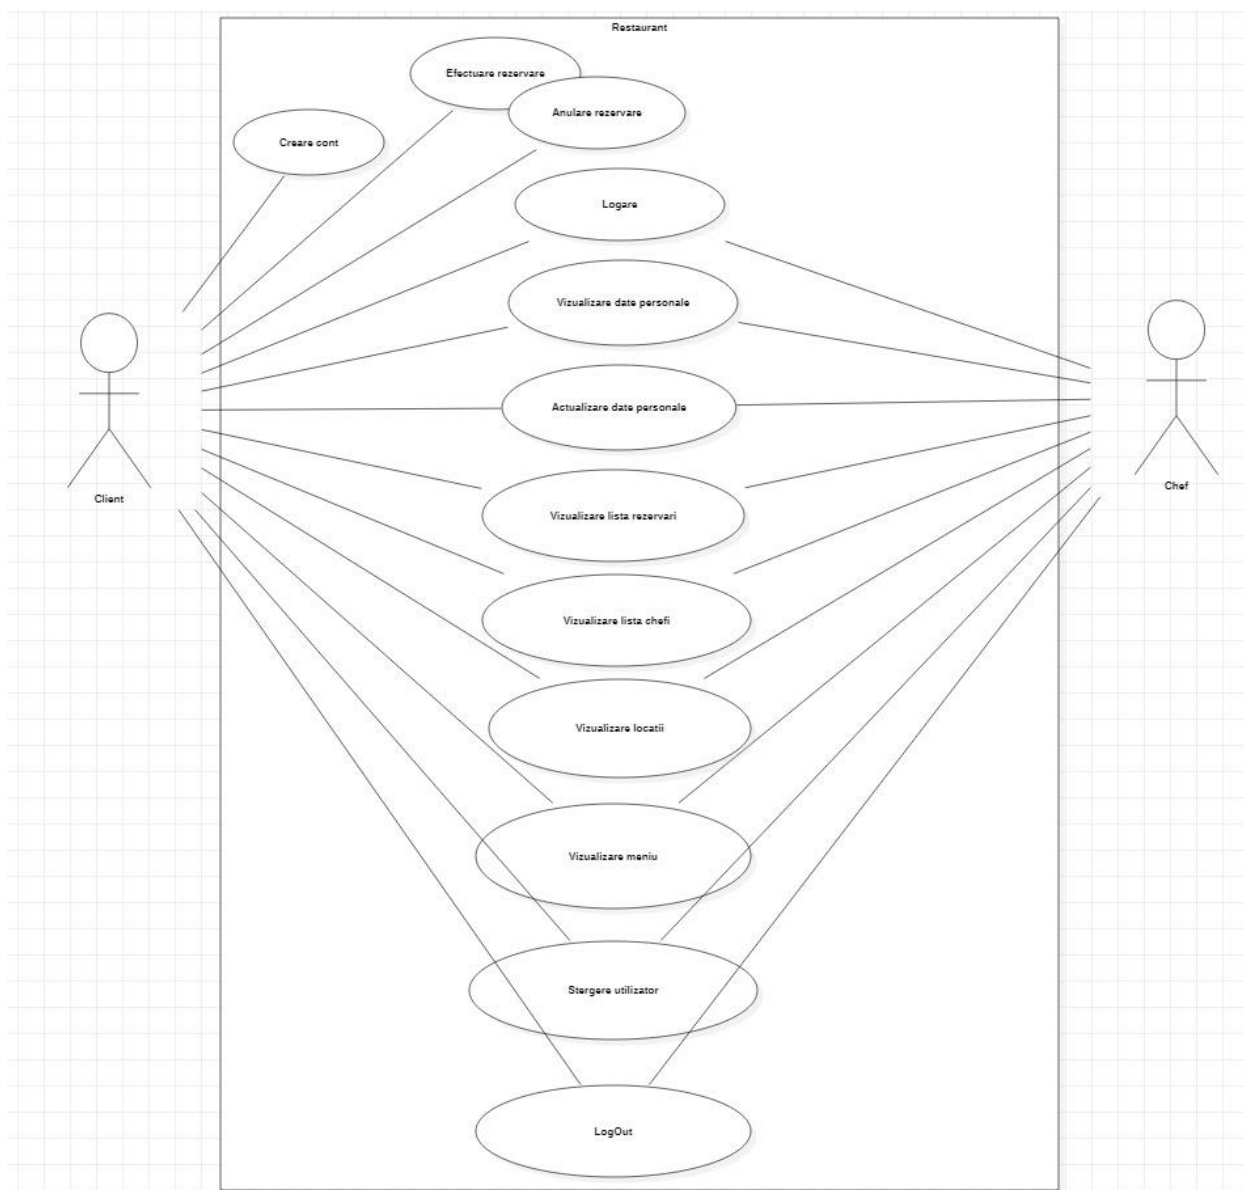 Restaurant
Efectuare rezervare
Anulare rezervare
Creare cont
Logare
Vizualizare date personale
Actualizare date personale
Client
Chef
Vizualizare lista rezervari
Vizualizare lista chefi
Vizualizare locatii
Vizualizare meniu
Stergere utilizator
LogOut